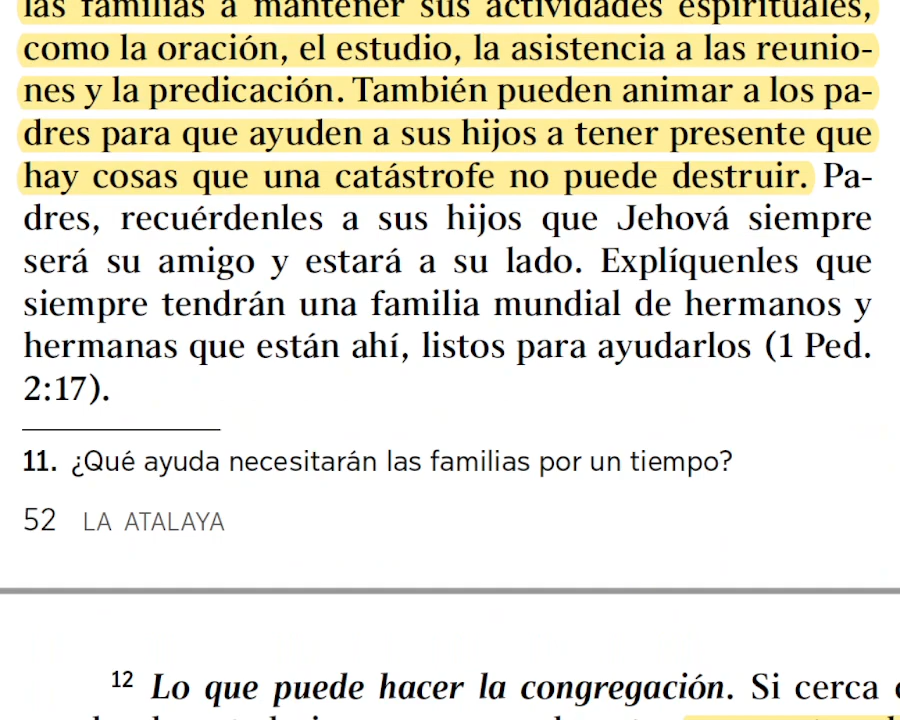 las familias a mantener sus actividades espirituales,
como la oración, el estudio, la asistencia a las reunio-
nes y la predicación. También pueden animar a los pa-
dres para que ayuden a sus hijos a tener presente que
hay cosas que una catástrofe no puede destruir. Pa-
dres, recuérdenles a sus hijos que Jehová siempre
será su amigo y estará a su lado. Explíquenles que
siempre tendrán una familia mundial de hermanos y
hermanas que están ahí, listos para ayudarlos (1 Ped.
2:17).
11. ¿Qué ayuda necesitarán las familias por un tiempo?
52 LA ATALAYA
12 Lo que puede hacer la congregación. Si cerca